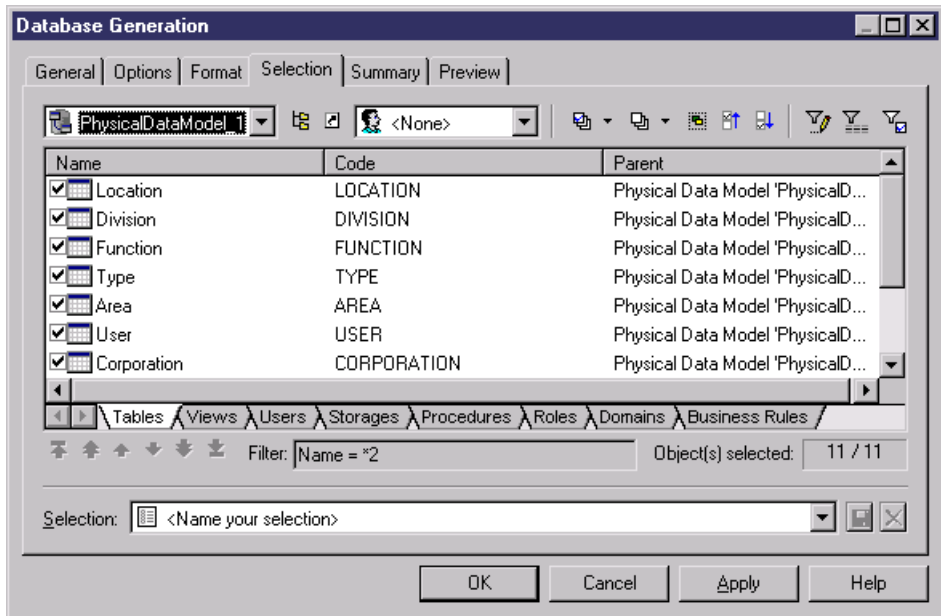 Database Generation
General Options Format Selection Summary Preview
PhysicalDataModel_1 <None>
Name Code Parent
Location LOCATION Physical Data Model 'PhysicalD...
Division DIVISION Physical Data Model 'PhysicalD...
Function FUNCTION Physical Data Model 'PhysicalD...
Type TYPE Physical Data Model 'PhysicalD...
Area AREA Physical Data Model 'PhysicalD...
User USER Physical Data Model 'PhysicalD...
Corporation CORPORATION Physical Data Model 'PhysicalD...
Tables Views Users Storages Procedures Roles Domains Business Rules
Filter: Name = *2 Object(s) selected: 11 / 11
Selection: <Name your selection>
OK Cancel Apply Help